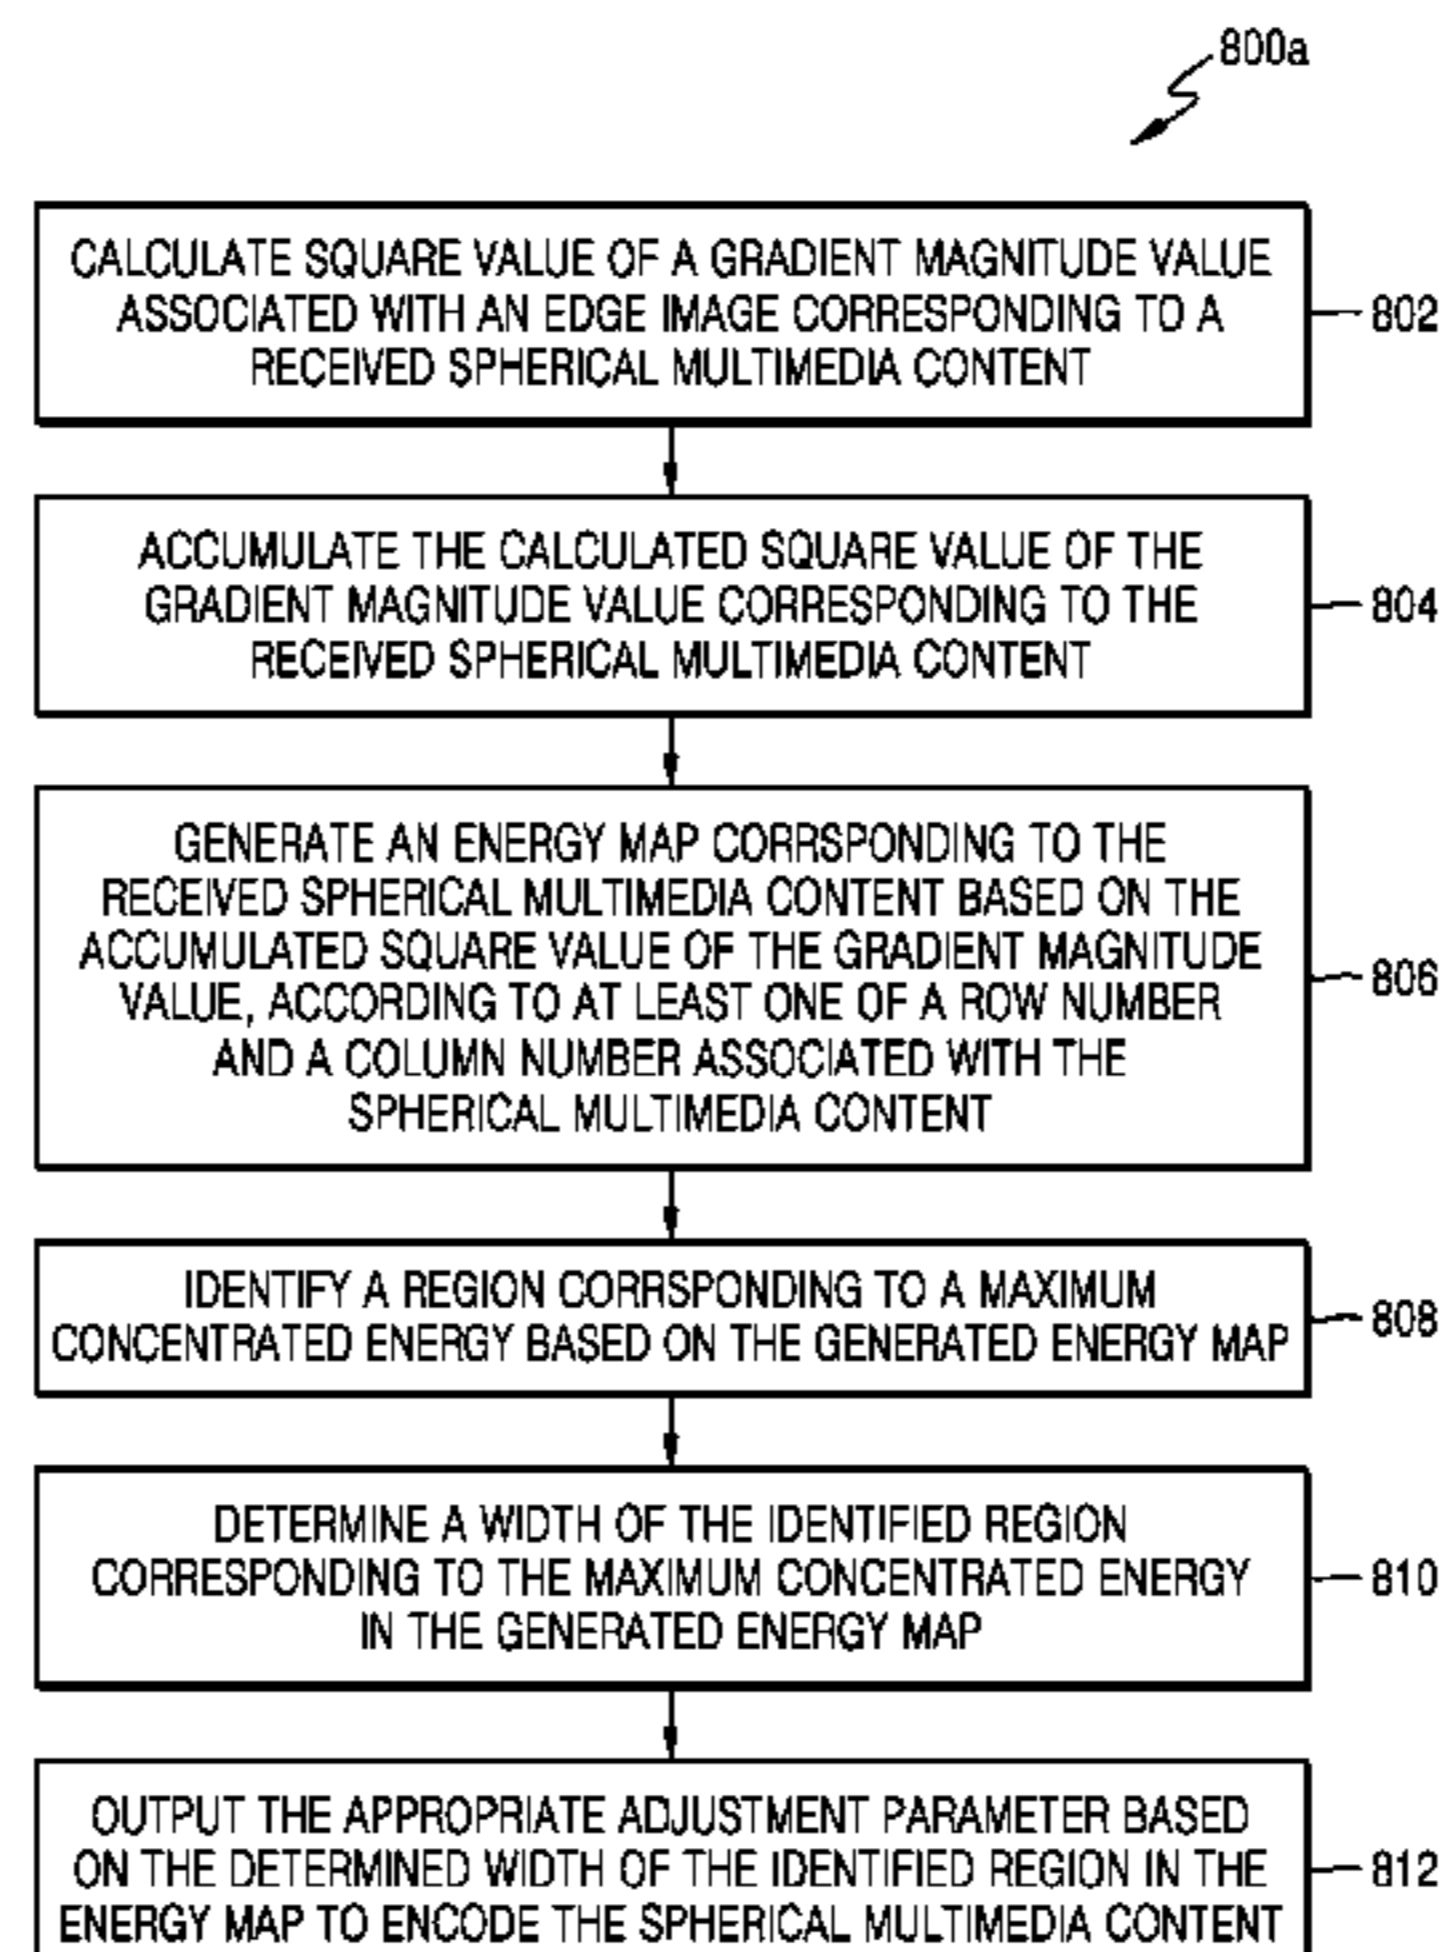 800a
CALCULATE SQUARE VALUE OF A GRADIENT MAGNITUDE VALUE
ASSOCIATED WITH AN EDGE IMAGE CORRESPONDING TO A
RECEIVED SPHERICAL MULTIMEDIA CONTENT
802
ACCUMULATE THE CALCULATED SQUARE VALUE OF THE
GRADIENT MAGNITUDE VALUE CORRESPONDING TO THE
RECEIVED SPHERICAL MULTIMEDIA CONTENT
804
GENERATE AN ENERGY MAP CORRSPONDING TO THE
RECEIVED SPHERICAL MULTIMEDIA CONTENT BASED ON THE
ACCUMULATED SQUARE VALUE OF THE GRADIENT MAGNITUDE
VALUE, ACCORDING TO AT LEAST ONE OF A ROW NUMBER
AND A COLUMN NUMBER ASSOCIATED WITH THE
SPHERICAL MULTIMEDIA CONTENT
806
IDENTIFY A REGION CORRSPONDING TO A MAXIMUM
CONCENTRATED ENERGY BASED ON THE GENERATED ENERGY MAP
808
DETERMINE A WIDTH OF THE IDENTIFIED REGION
CORRESPONDING TO THE MAXIMUM CONCENTRATED ENERGY
IN THE GENERATED ENERGY MAP
810
OUTPUT THE APPROPRIATE ADJUSTMENT PARAMETER BASED
ON THE DETERMINED WIDTH OF THE IDENTIFIED REGION IN THE
ENERGY MAP TO ENCODE THE SPHERICAL MULTIMEDIA CONTENT
812